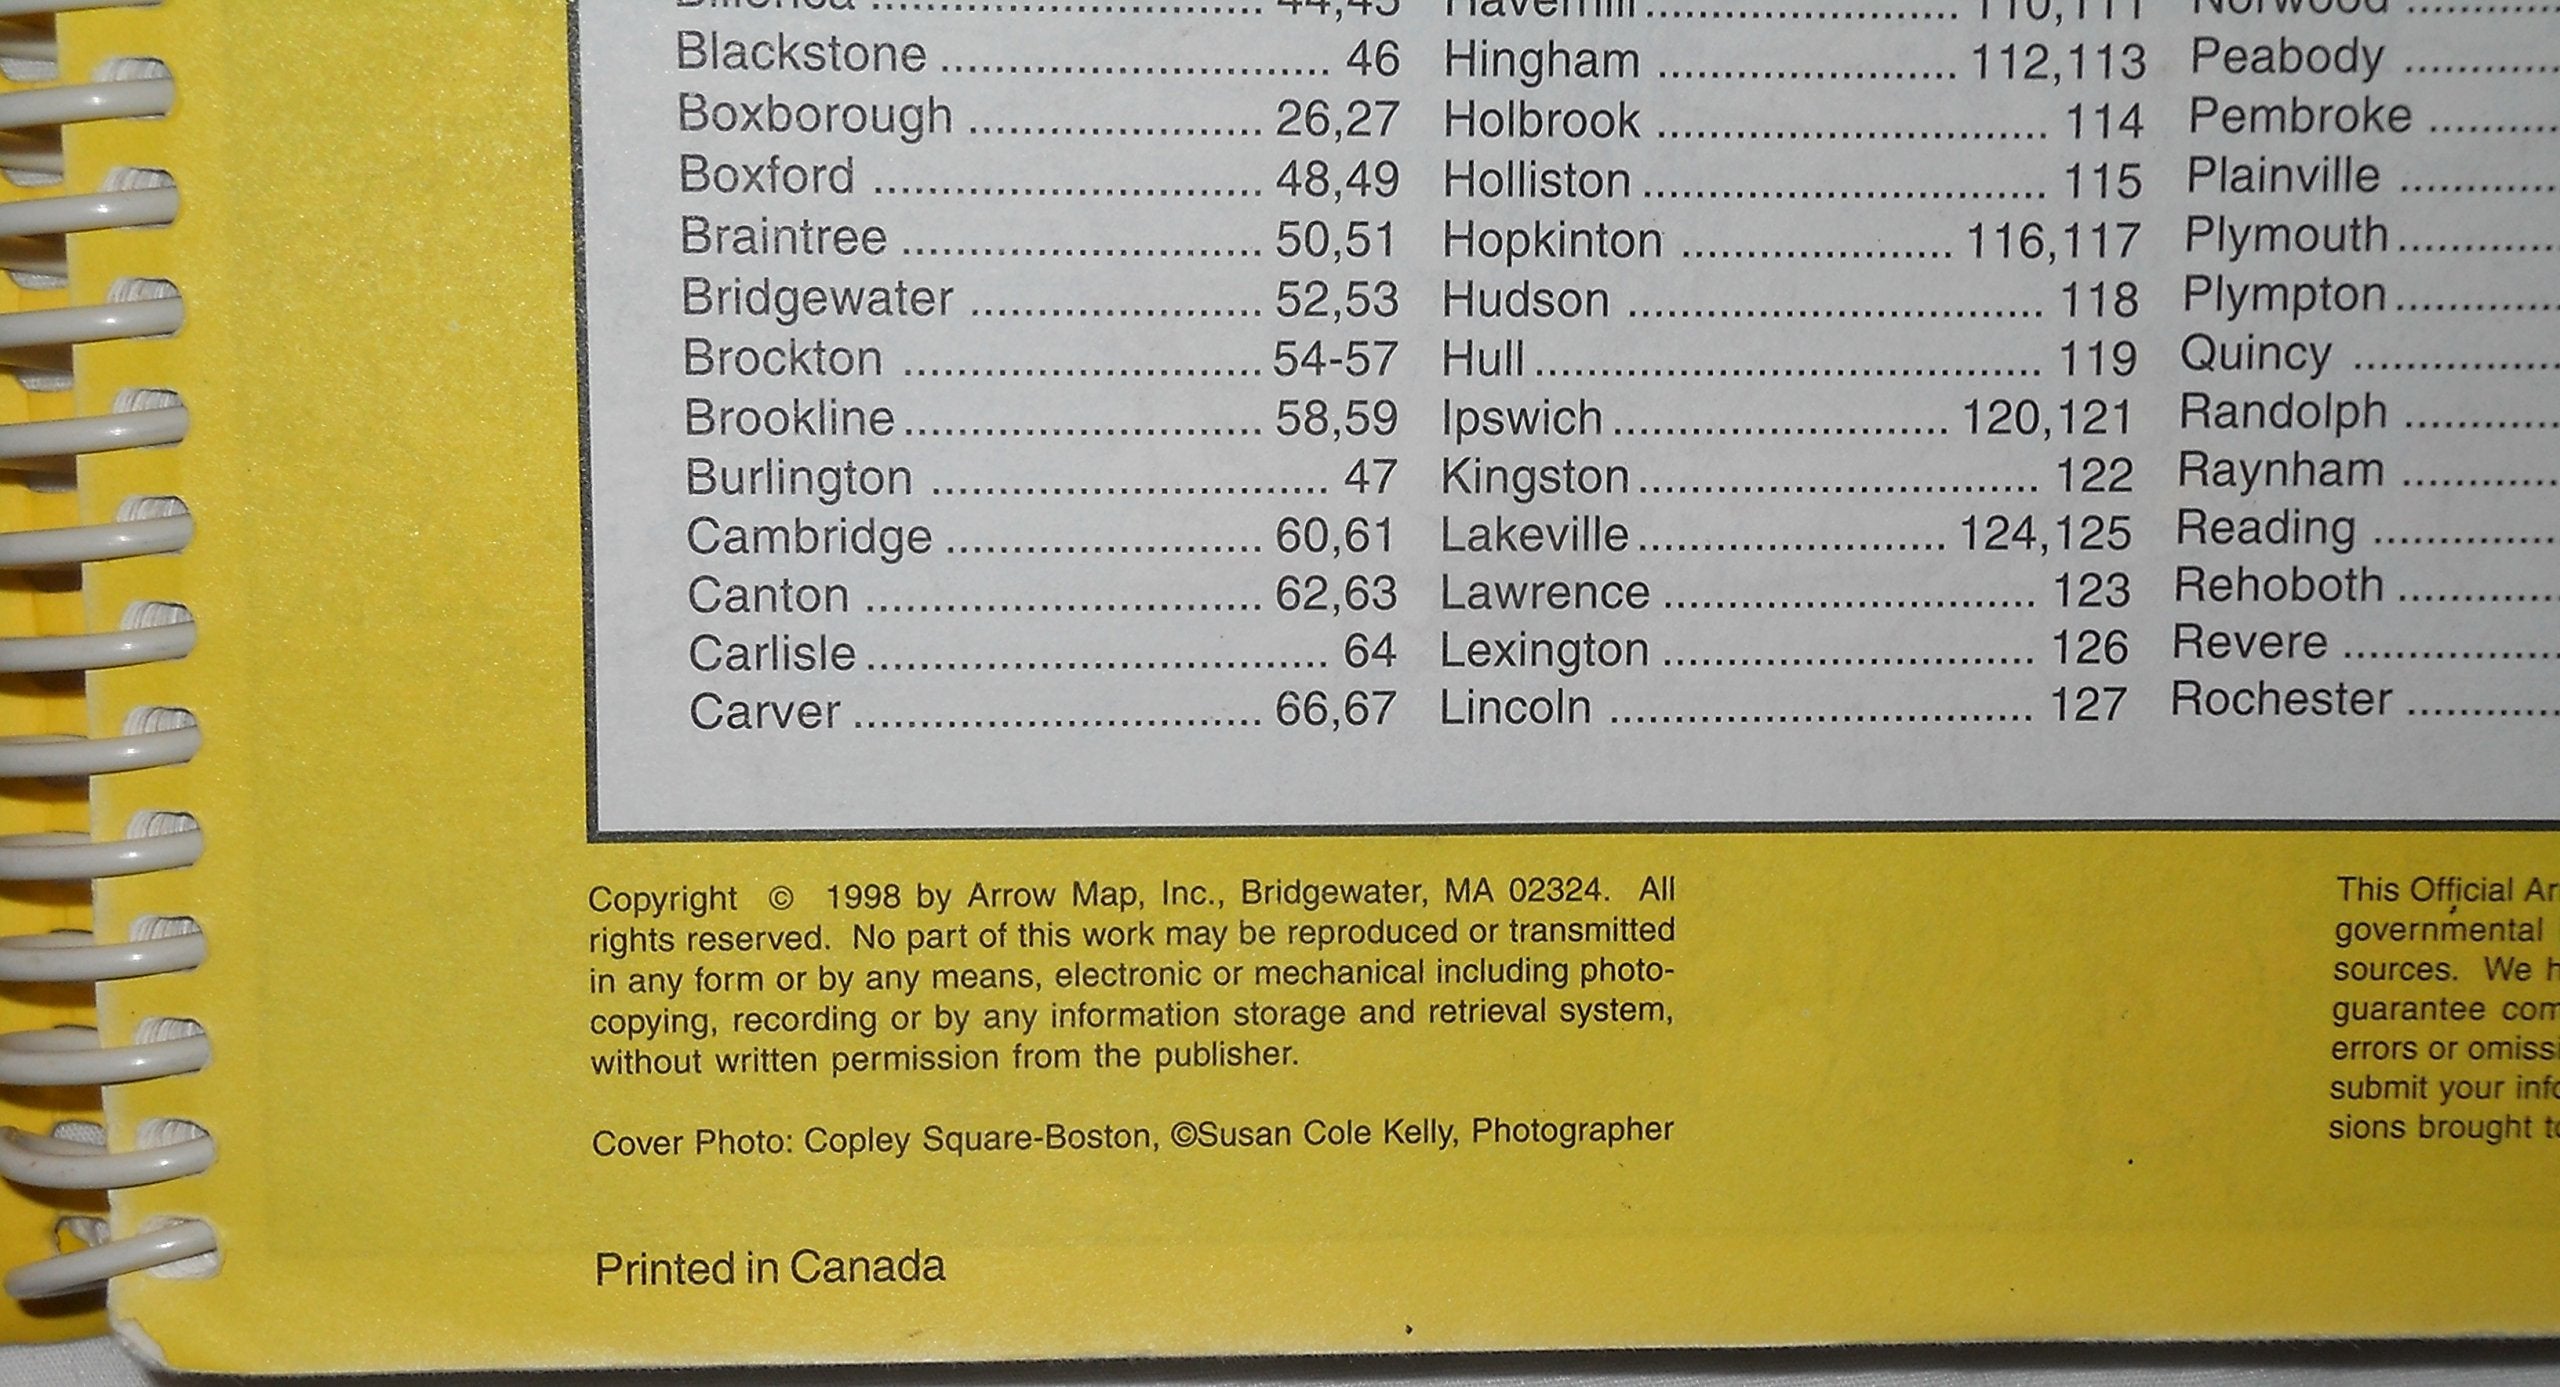 Billerica ........................... 44,45
Blackstone ............................. 46
Boxborough ...................... 26,27
Boxford ............................. 48,49
Braintree ........................... 50,51
Bridgewater ...................... 52,53
Brockton ........................... 54-57
Brookline ........................... 58,59
Burlington .............................. 47
Cambridge ........................ 60,61
Canton .............................. 62,63
Carlisle ................................... 64
Carver ............................... 66,67
Haverhill ........................ 110,111
Hingham ....................... 112,113
Holbrook .............................. 114
Holliston ............................... 115
Hopkinton ..................... 116,117
Hudson ................................ 118
Hull ....................................... 119
Ipswich .......................... 120,121
Kingston ............................... 122
Lakeville ........................ 124,125
Lawrence ............................. 123
Lexington ............................. 126
Lincoln ................................. 127
Norwood ..........
Peabody ..........
Pembroke ..........
Plainville ..........
Plymouth ..........
Plympton ..........
Quincy ..........
Randolph ..........
Raynham ..........
Reading ..........
Rehoboth ..........
Revere ..........
Rochester ..........
Copyright © 1998 by Arrow Map, Inc., Bridgewater, MA 02324. All
rights reserved. No part of this work may be reproduced or transmitted
in any form or by any means, electronic or mechanical including photo-
copying, recording or by any information storage and retrieval system,
without written permission from the publisher.
Cover Photo: Copley Square-Boston, ©Susan Cole Kelly, Photographer
Printed in Canada
This Official
governmental
sources. We
guarantee
errors or
submit your
sions brought